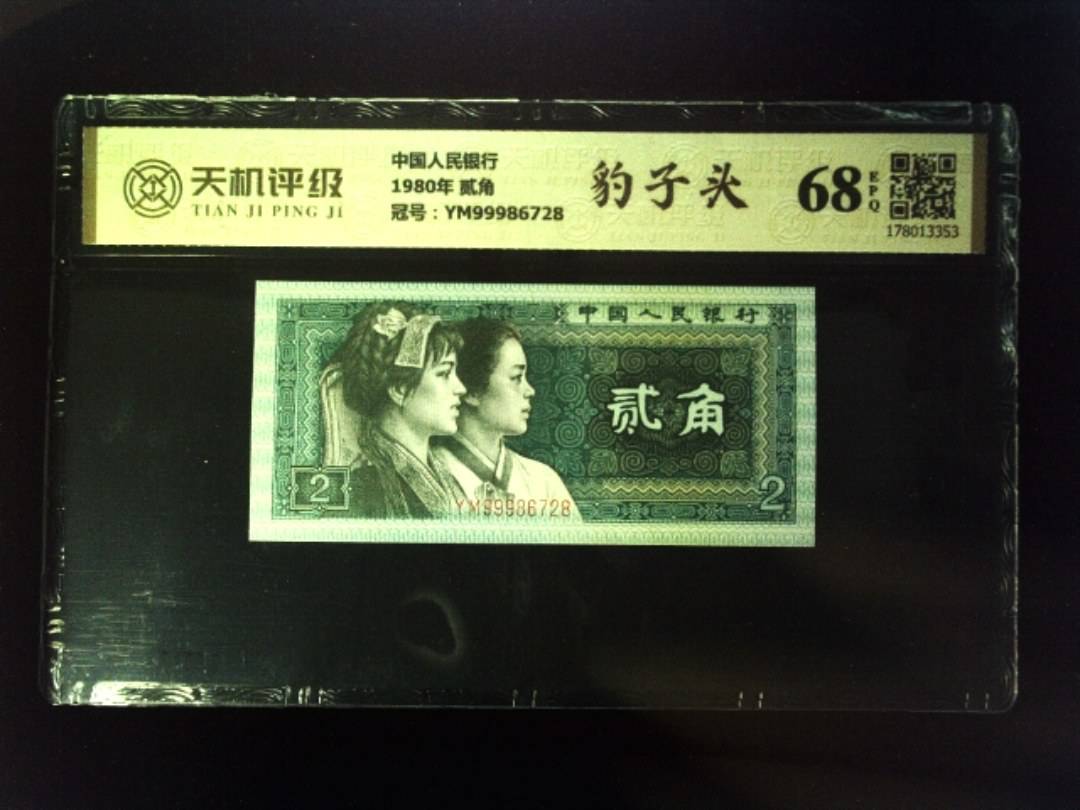 天机评级
TIAN JI PING JI
中国人民银行
1980年 贰角
冠号：YM99986728
豹子头
68
EPQ
178013353
中国人民银行
贰角
2
2
YM99986728